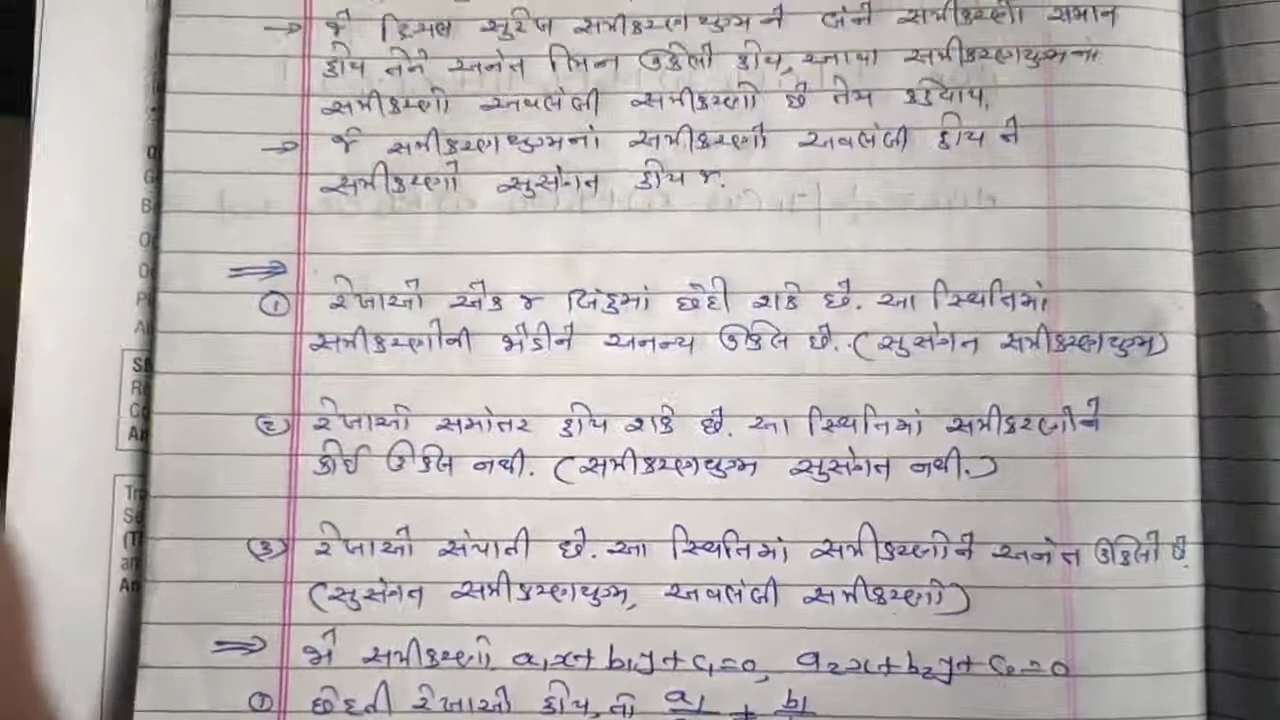 → જે દ્વિચલ સુરેખ સમીકરણયુગ્મને બંને સમીકરણો સમાન
હોય તેને અનંત ભિન્ન ઉકેલો હોય, આવા સમીકરણયુગ્મના
સમીકરણો અવલંબી સમીકરણો છે તેમ કહેવાય.
→ જે સમીકરણયુગ્મનાં સમીકરણો અવલંબી હોય તે
સમીકરણો સુસંગત હોય જ.
⇒
① રેખાઓ એક જ બિંદુમાં છેદી શકે છે. આ સ્થિતિમાં
સમીકરણોની જોડીને અનન્ય ઉકેલ છે. (સુસંગત સમીકરણયુગ્મ)
② રેખાઓ સમાંતર હોય શકે છે. આ સ્થિતિમાં સમીકરણોને
કોઈ ઉકેલ નથી. (સમીકરણયુગ્મ સુસંગત નથી.)
③ રેખાઓ સંપાતી છે. આ સ્થિતિમાં સમીકરણોને અનંત ઉકેલો છે.
(સુસંગત સમીકરણયુગ્મ, અવલંબી સમીકરણો)
⇒ જો સમીકરણો a₁x+b₁y+c₁=0, a₂x+b₂y+c₂=0
① છેદતી રેખાઓ હોય, તો a₁ ≠ b₁